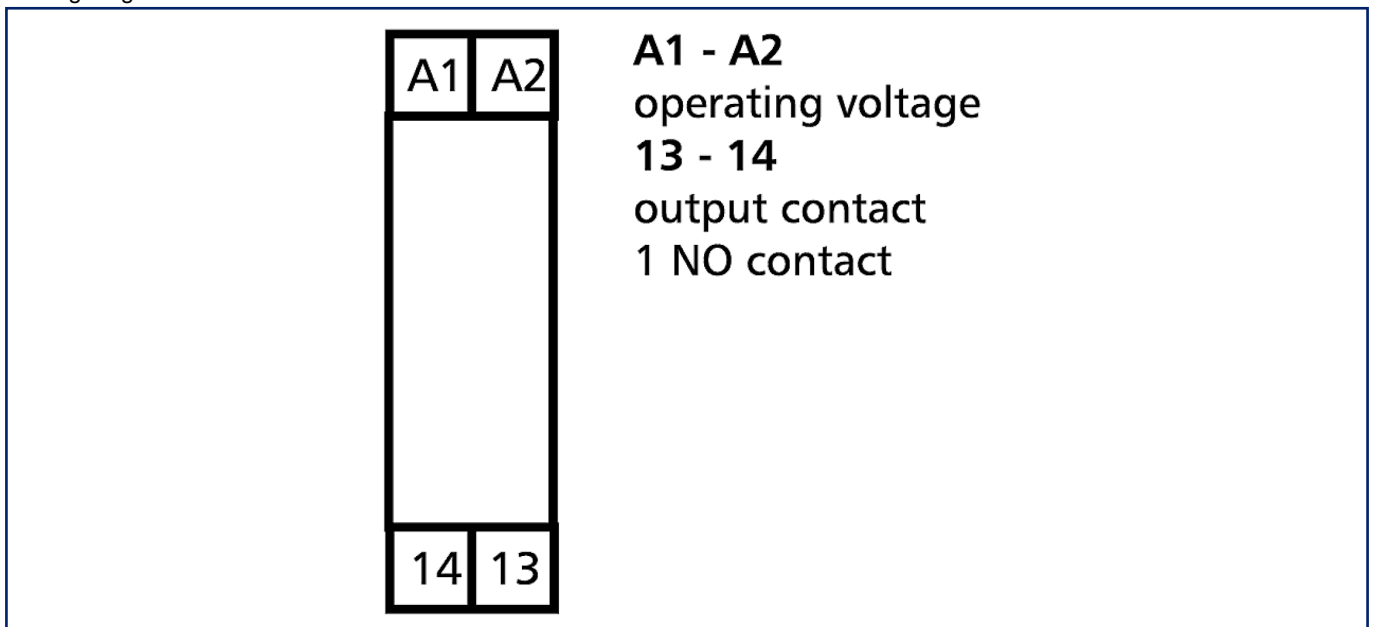 A1 A2
A1 - A2
operating voltage
13 - 14
output contact
1 NO contact
14 13